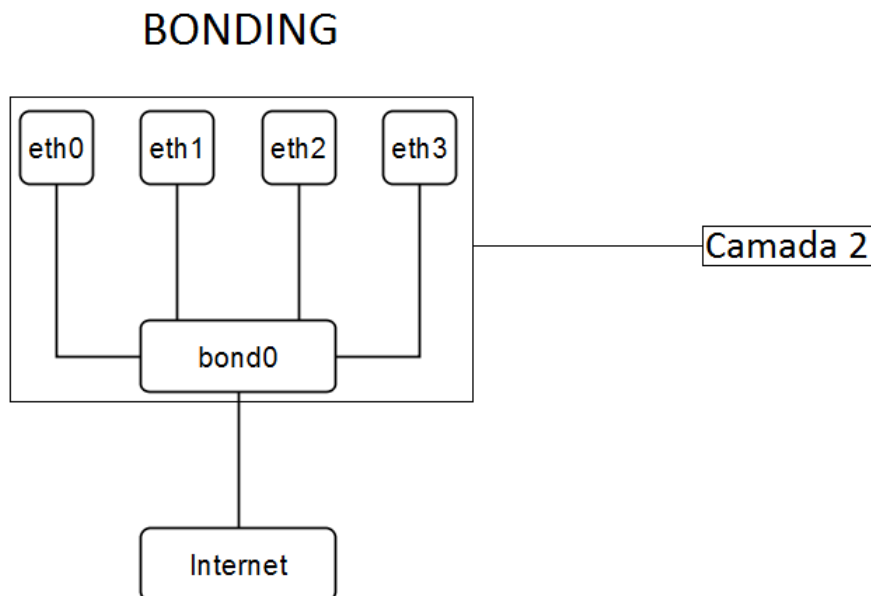 BONDING
eth0
eth1
eth2
eth3
Camada 2
bond0
Internet